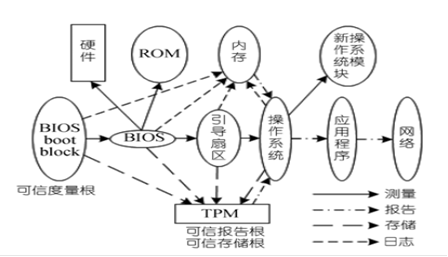 硬件
ROM
内存
新操作系统模块
BIOS
boot
block
BIOS
引导扇区
操作系统
应用程序
网络
可信度量根
TPM
可信报告根
可信存储根
测量
报告
存储
日志